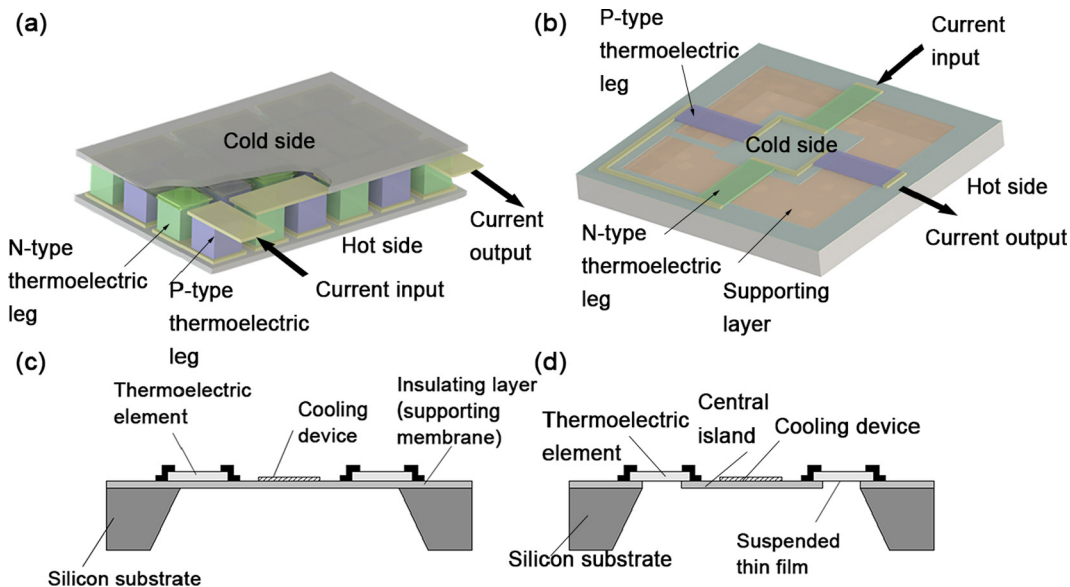 (a)
Cold side
N-type
thermoelectric
leg
P-type
thermoelectric
leg
Hot side
Current input
Current
output
(b)
P-type
thermoelectric
leg
Current
input
Cold side
Hot side
Current output
N-type
thermoelectric
leg
Supporting
layer
(c)
Thermoelectric
element
Cooling
device
Insulating layer
(supporting
membrane)
Silicon substrate
(d)
Thermoelectric
element
Central
island
Cooling device
Silicon substrate
Suspended
thin film